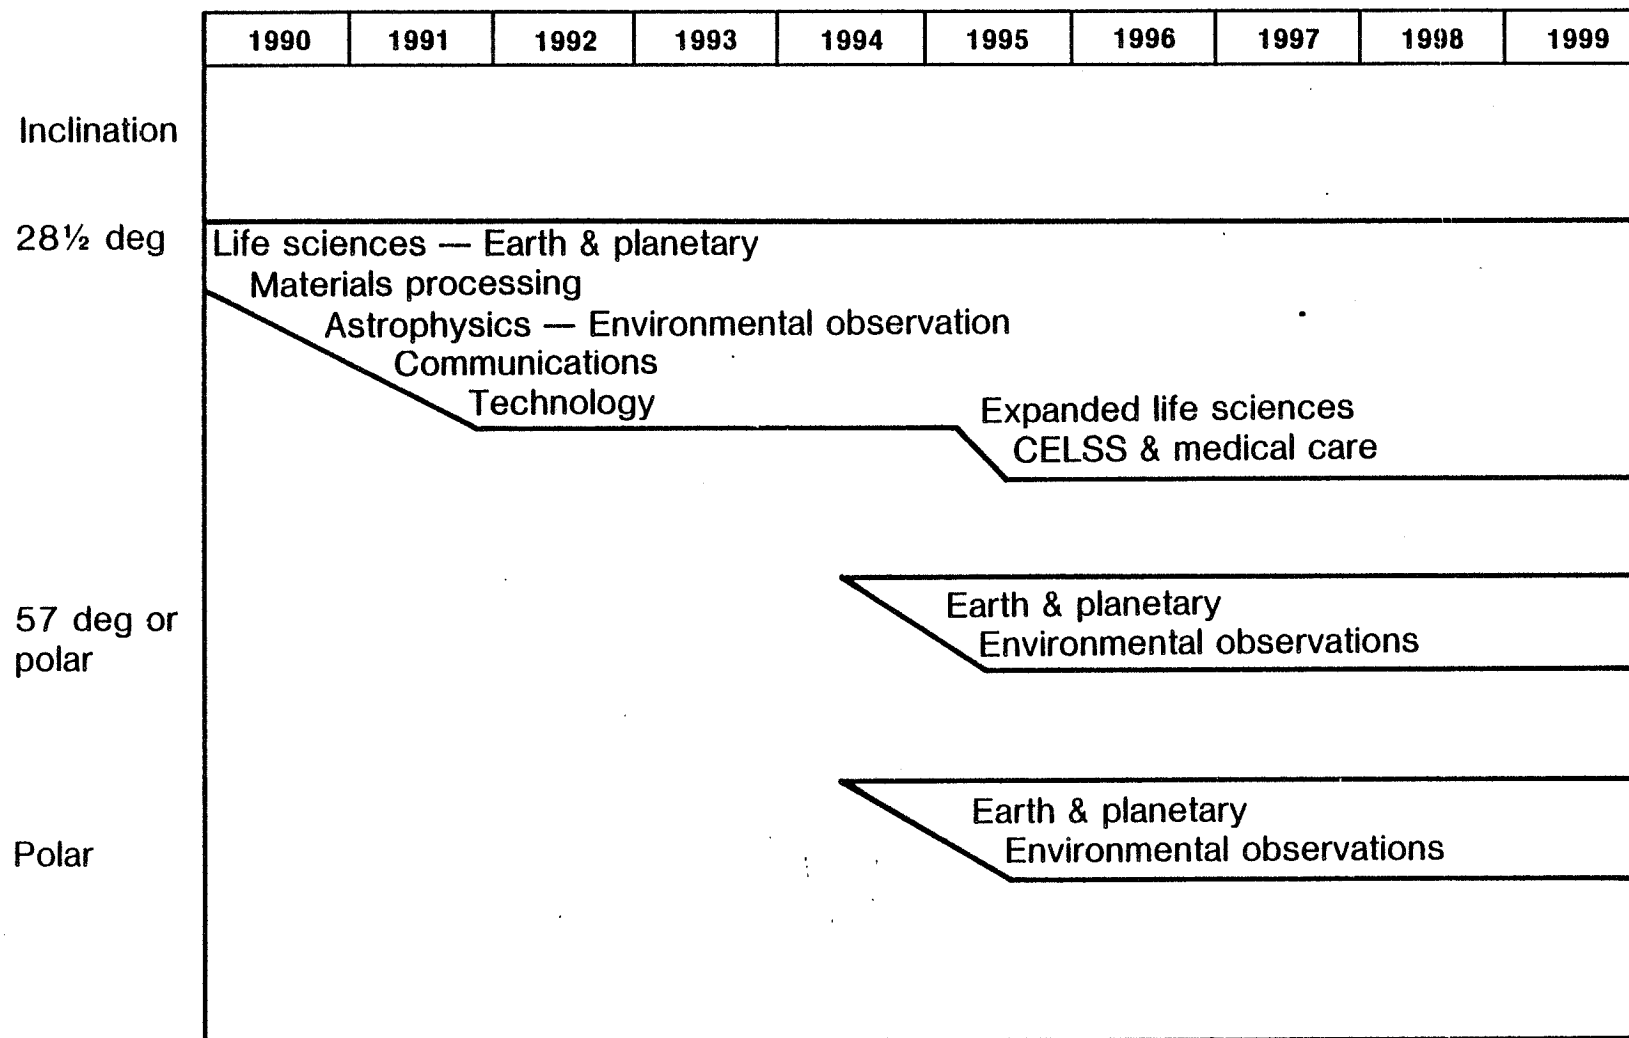 1990 1991 1992 1993 1994 1995 1996 1997 1998 1999
Inclination
28½ deg
Life sciences — Earth & planetary
Materials processing
Astrophysics — Environmental observation
Communications
Technology
Expanded life sciences
CELSS & medical care
57 deg or
polar
Earth & planetary
Environmental observations
Polar
Earth & planetary
Environmental observations